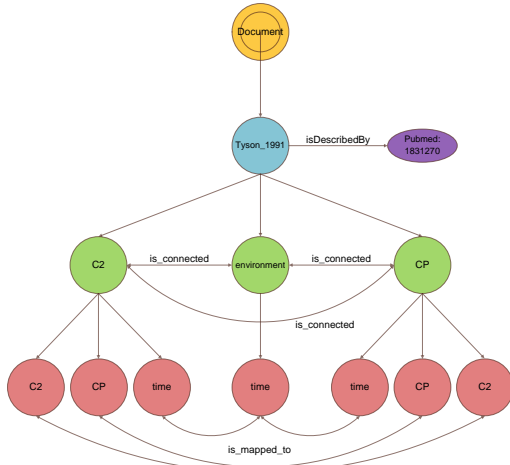 Document
Tyson_1991
isDescribedBy
Pubmed:
1831270
C2
is_connected
environment
is_connected
CP
is_connected
C2
CP
time
time
time
CP
C2
is_mapped_to